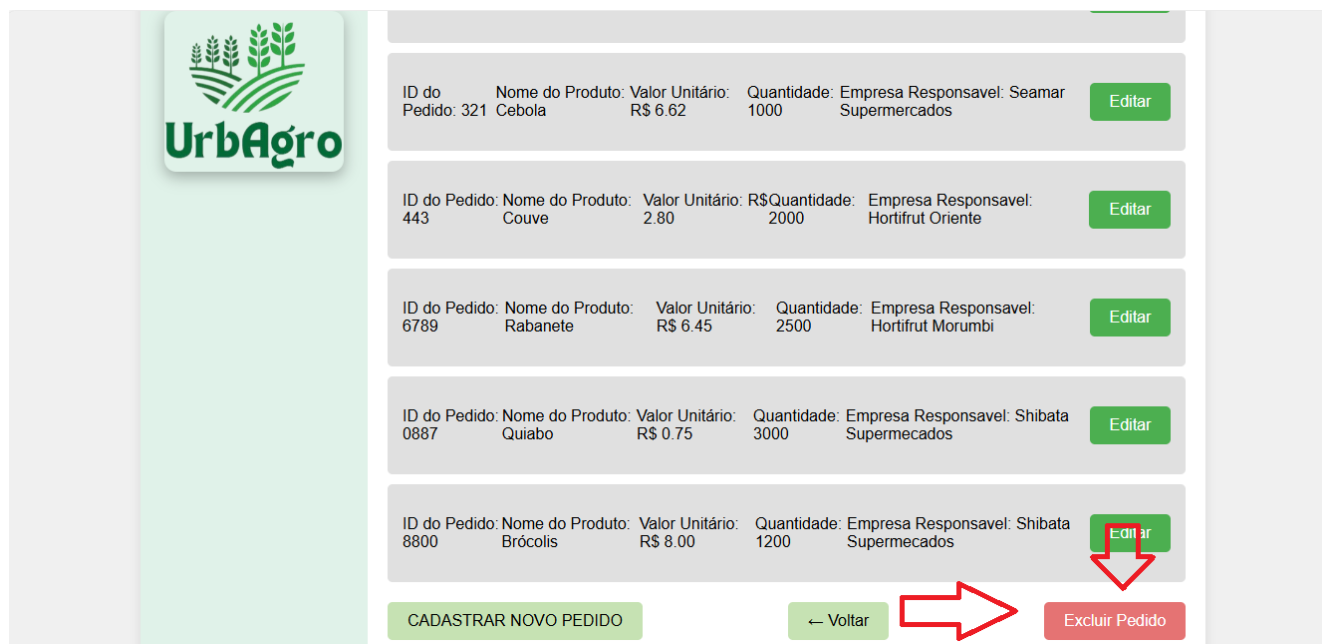 UrbAgro
ID do Nome do Produto: Valor Unitário: Quantidade: Empresa Responsavel: Seamar
Pedido: 321 Cebola R$ 6.62 1000 Supermercados
Editar
ID do Pedido: Nome do Produto: Valor Unitário: R$Quantidade: Empresa Responsavel:
443 Couve 2.80 2000 Hortifrut Oriente
Editar
ID do Pedido: Nome do Produto: Valor Unitário: Quantidade: Empresa Responsavel:
6789 Rabanete R$ 6.45 2500 Hortifrut Morumbi
Editar
ID do Pedido: Nome do Produto: Valor Unitário: Quantidade: Empresa Responsavel: Shibata
0887 Quiabo R$ 0.75 3000 Supermecados
Editar
ID do Pedido: Nome do Produto: Valor Unitário: Quantidade: Empresa Responsavel: Shibata
8800 Brócolis R$ 8.00 1200 Supermecados
Editar
CADASTRAR NOVO PEDIDO ← Voltar Excluir Pedido